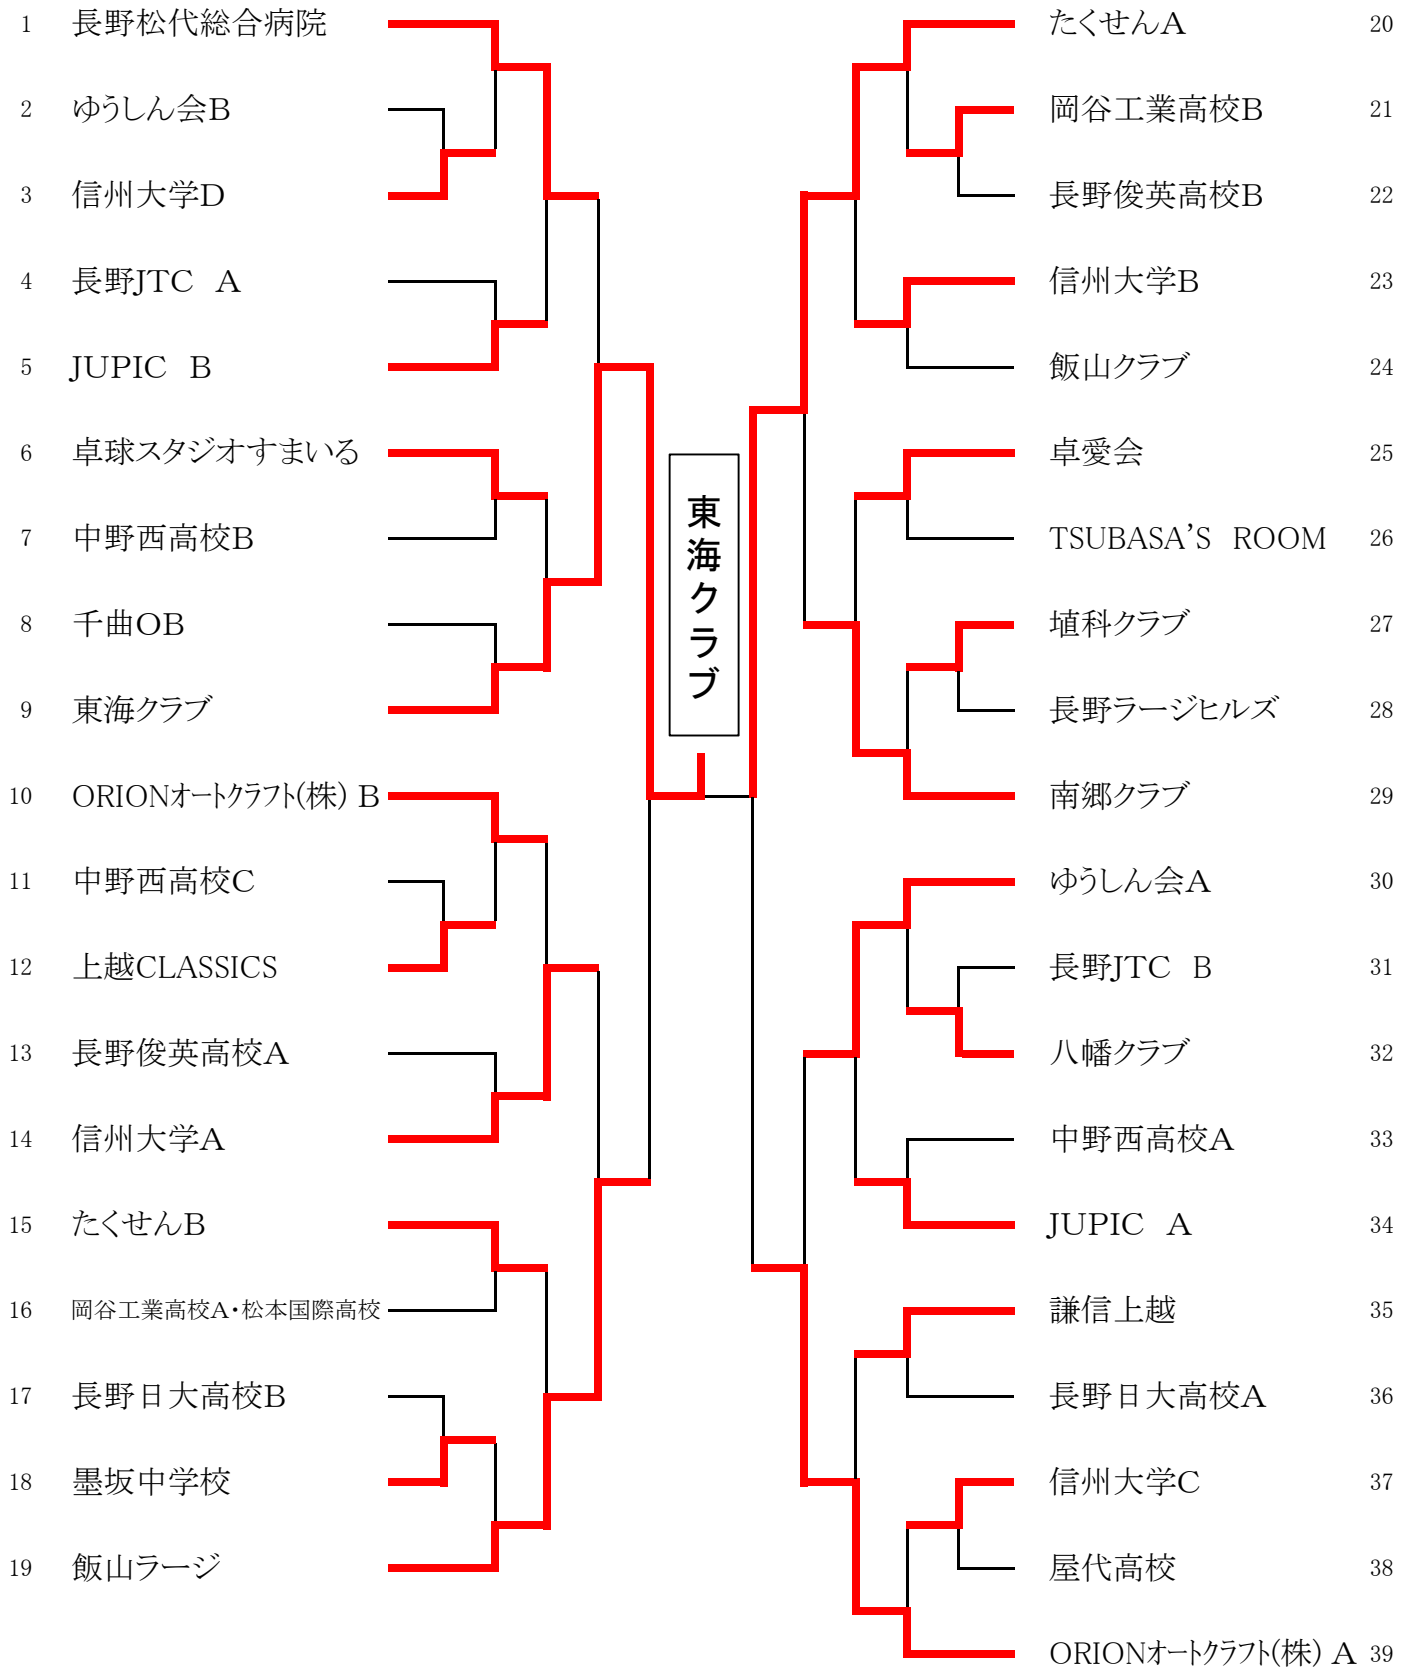 1 長野松代総合病院
2 ゆうしん会B
3 信州大学D
4 長野JTC A
5 JUPIC B
6 卓球スタジオすまいる
7 中野西高校B
8 千曲OB
9 東海クラブ
10 ORIONオートクラフト(株) B
11 中野西高校C
12 上越CLASSICS
13 長野俊英高校A
14 信州大学A
15 たくせんB
16 岡谷工業高校A・松本国際高校
17 長野日大高校B
18 墨坂中学校
19 飯山ラージ
東海クラブ
たくせんA 20
岡谷工業高校B 21
長野俊英高校B 22
信州大学B 23
飯山クラブ 24
卓愛会 25
TSUBASA'S ROOM 26
埴科クラブ 27
長野ラージヒルズ 28
南郷クラブ 29
ゆうしん会A 30
長野JTC B 31
八幡クラブ 32
中野西高校A 33
JUPIC A 34
謙信上越 35
長野日大高校A 36
信州大学C 37
屋代高校 38
ORIONオートクラフト(株) A 39